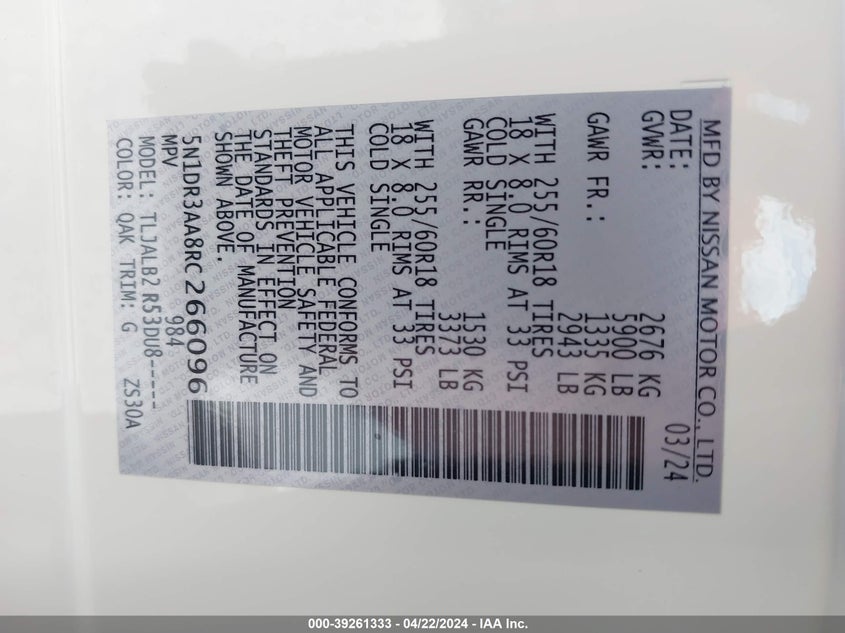 MFD BY NISSAN MOTOR CO., LTD.
DATE: 03/24
GVWR: 2676 KG
5900 LB
GAWR FR.: 1335 KG
2943 LB
WITH 255/60R18 TIRES
18 X 8.0 RIMS AT 33 PSI
COLD SINGLE
GAWR RR.: 1530 KG
3373 LB
WITH 255/60R18 TIRES
18 X 8.0 RIMS AT 33 PSI
COLD SINGLE
THIS VEHICLE CONFORMS TO
ALL APPLICABLE FEDERAL
MOTOR VEHICLE SAFETY AND
THEFT PREVENTION
STANDARDS IN EFFECT ON
THE DATE OF MANUFACTURE
SHOWN ABOVE.
5N1DR3AA8RC266096
MPV 984
MODEL: TLJALB2 R53DU8-----
COLOR: QAK TRIM: G ZS30A
000-39261333 - 04/22/2024 - IAA Inc.